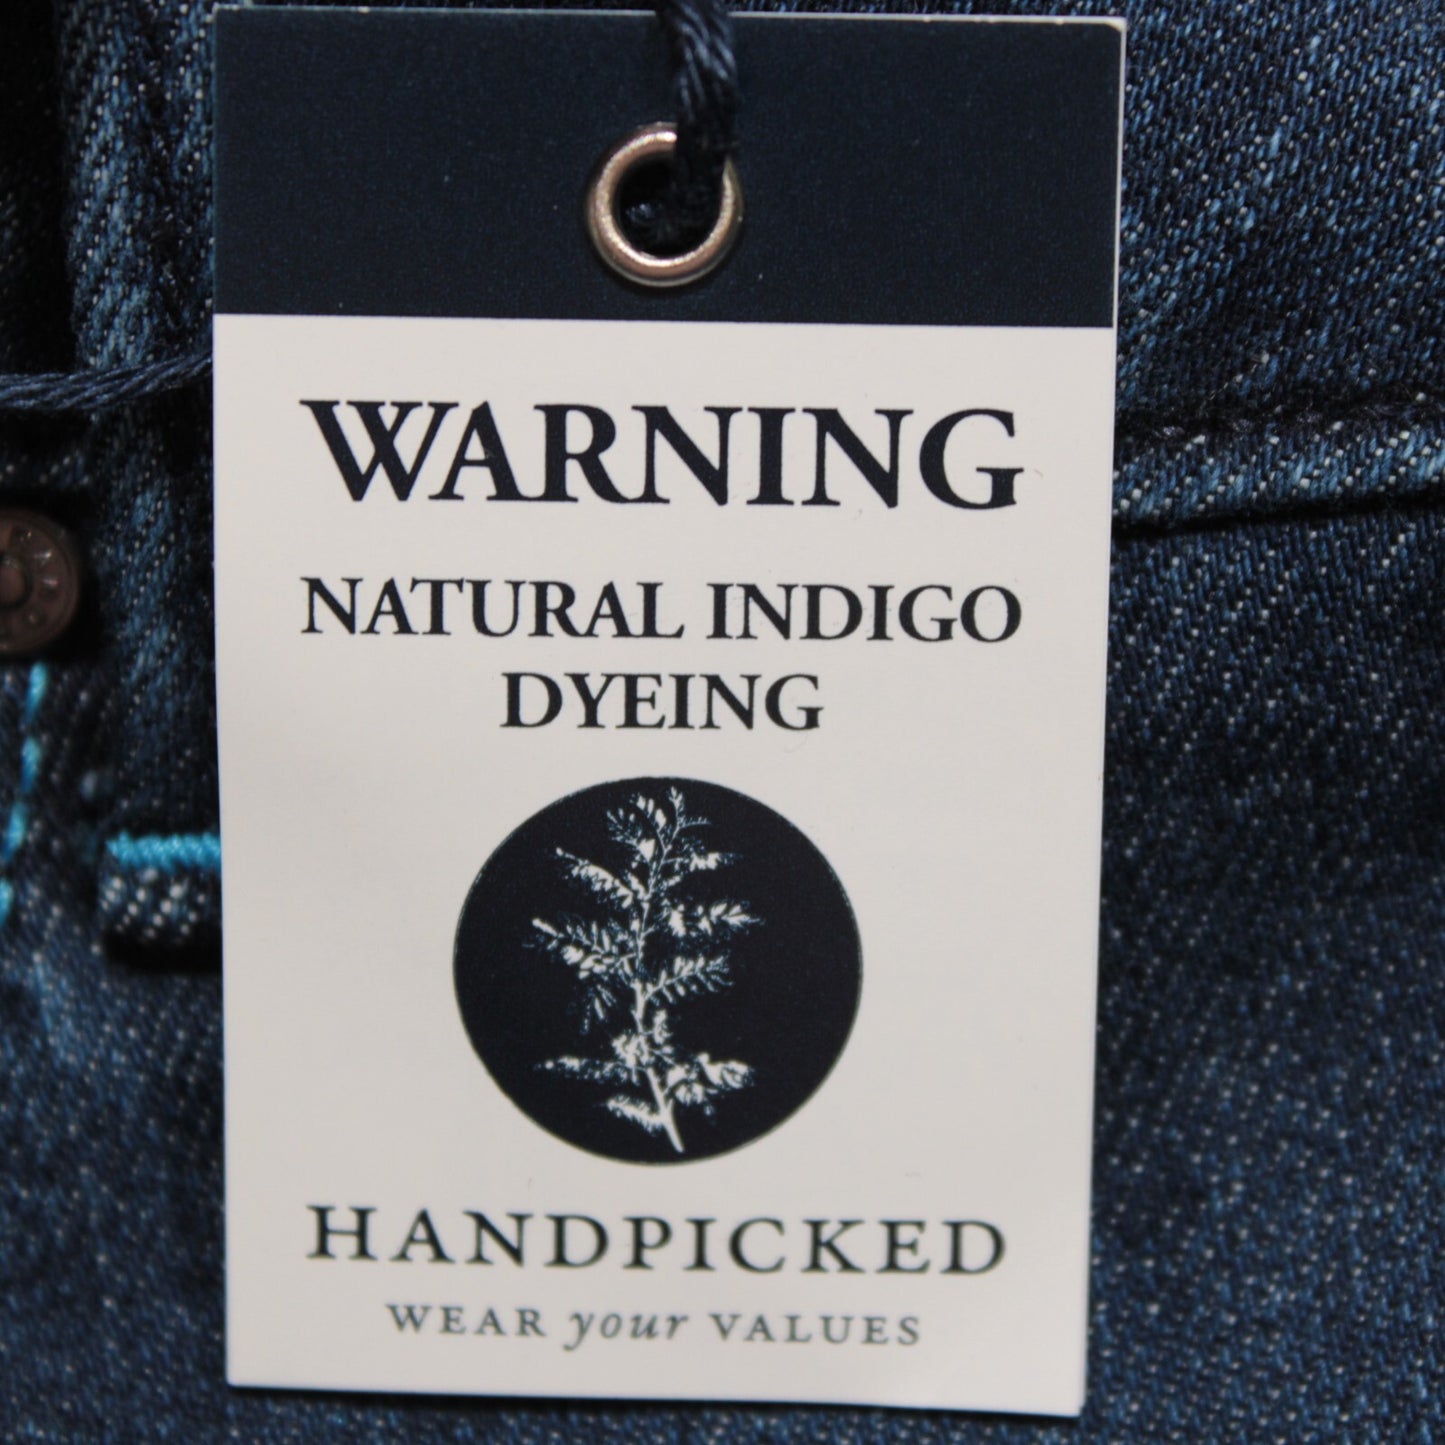 WARNING
NATURAL INDIGO
DYEING
HANDPICKED
WEAR your VALUES